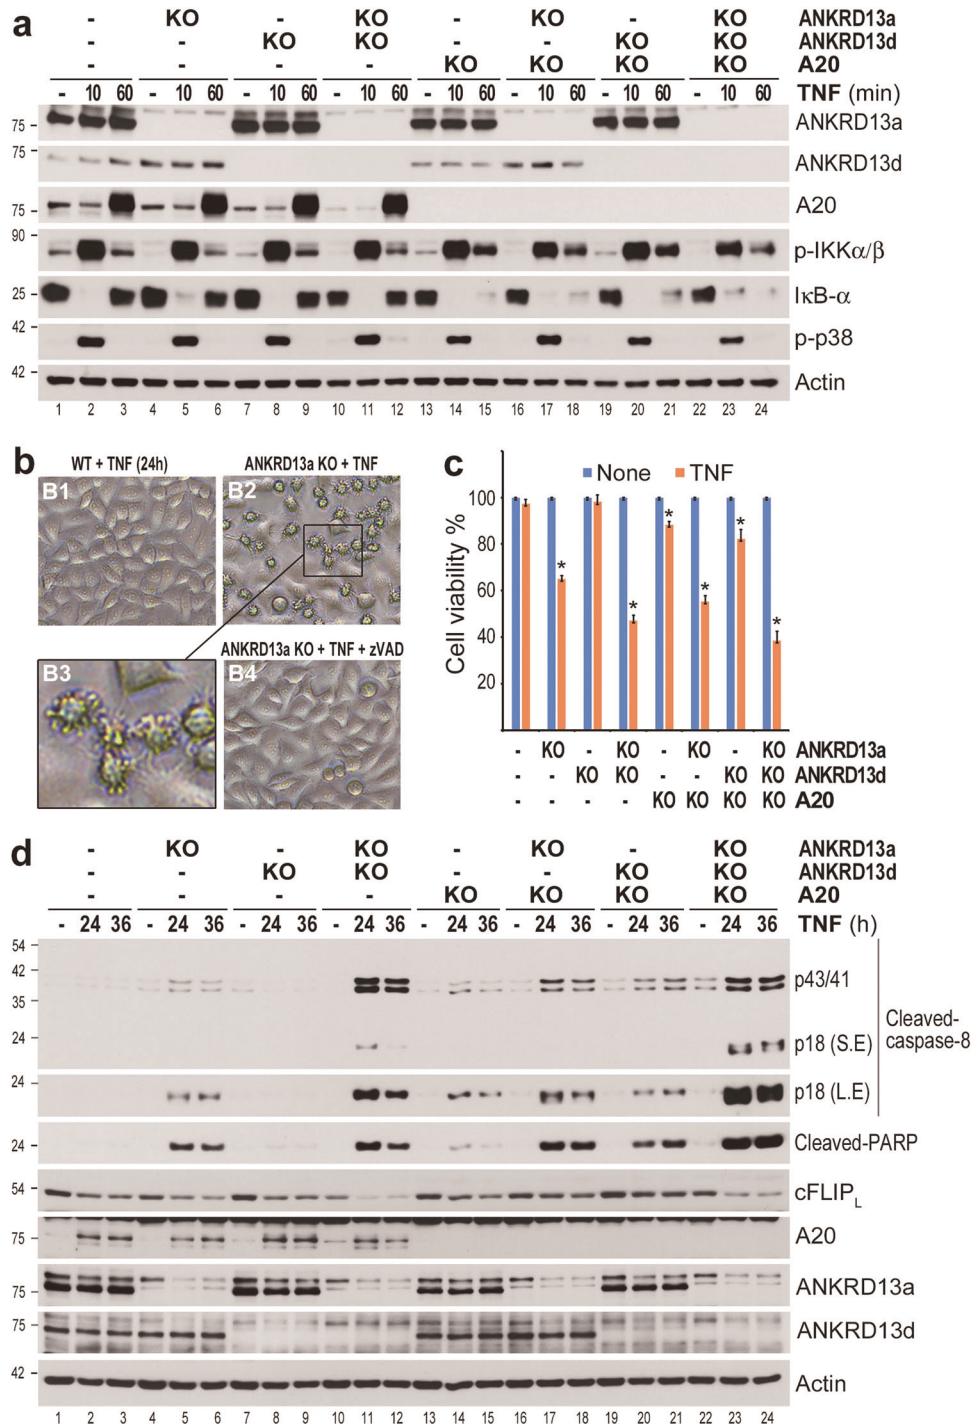 a
- KO - KO - KO - KO ANKRD13a
- - KO KO - - KO KO ANKRD13d
- - - - KO KO KO KO A20
- 10 60 - 10 60 - 10 60 - 10 60 - 10 60 - 10 60 - 10 60 - 10 60 TNF (min)
75 ANKRD13a
75 ANKRD13d
75 A20
90 p-IKKα/β
25 IκB-α
42 p-p38
42 Actin
1 2 3 4 5 6 7 8 9 10 11 12 13 14 15 16 17 18 19 20 21 22 23 24
b
WT + TNF (24h) ANKRD13a KO + TNF
B1 B2
ANKRD13a KO + TNF + zVAD
B3 B4
c
None TNF
Cell viability %
100
80
60
40
20
* * * * * *
- KO - KO - KO - KO ANKRD13a
- - KO KO - - KO KO ANKRD13d
- - - - KO KO KO KO A20
d
- KO - KO - KO - KO ANKRD13a
- - KO KO - - KO KO ANKRD13d
- - - - KO KO KO KO A20
- 24 36 - 24 36 - 24 36 - 24 36 - 24 36 - 24 36 - 24 36 - 24 36 TNF (h)
54
42 p43/41
35
24 p18 (S.E)
Cleaved-caspase-8
24 p18 (L.E)
24 Cleaved-PARP
54 cFLIPL
75 A20
75 ANKRD13a
75 ANKRD13d
42 Actin
1 2 3 4 5 6 7 8 9 10 11 12 13 14 15 16 17 18 19 20 21 22 23 24